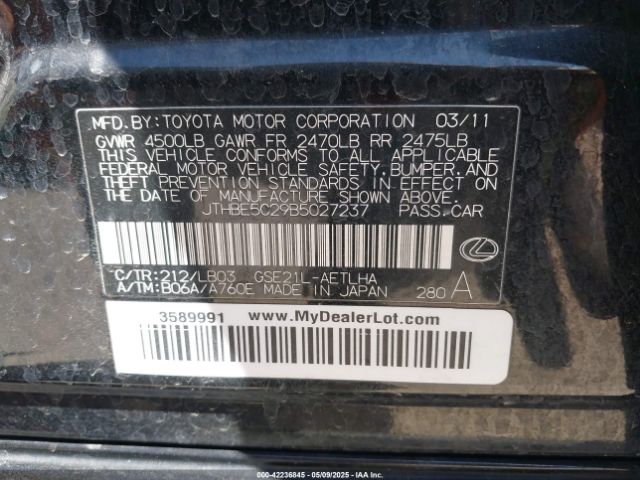 MFD.BY:TOYOTA MOTOR CORPORATION 03/11
GVWR 4500LB GAWR FR 2470LB RR 2475LB
THIS VEHICLE CONFORMS TO ALL APPLICABLE
FEDERAL MOTOR VEHICLE SAFETY,BUMPER,AND
THEFT PREVENTION STANDARDS IN EFFECT ON
THE DATE OF MANUFACTURE SHOWN ABOVE.
JTHBE5C29B5027237 PASS.CAR
C/TR:212/LB03 GSE21L-AETLHA
A/TM:B06A/A760E MADE IN JAPAN 280 A
3589991 www.MyDealerLot.com
000-42236845 - 05/09/2025 - IAA Inc.